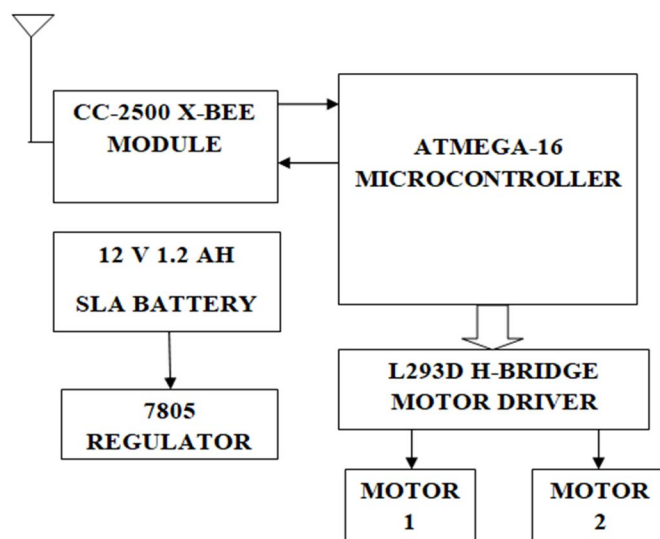 CC-2500 X-BEE
MODULE
ATMEGA-16
MICROCONTROLLER
12 V 1.2 AH
SLA BATTERY
L293D H-BRIDGE
MOTOR DRIVER
7805
REGULATOR
MOTOR
1
MOTOR
2